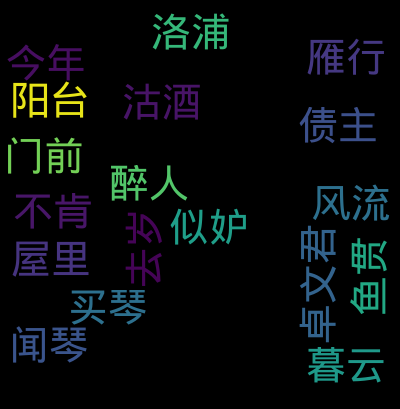 洛浦
今年
雁行
阳台
沽酒
债主
门前
醉人
不肯
风流
去岁
似妒
屋里
卓文君
鱼贯
买琴
闻琴
暮云